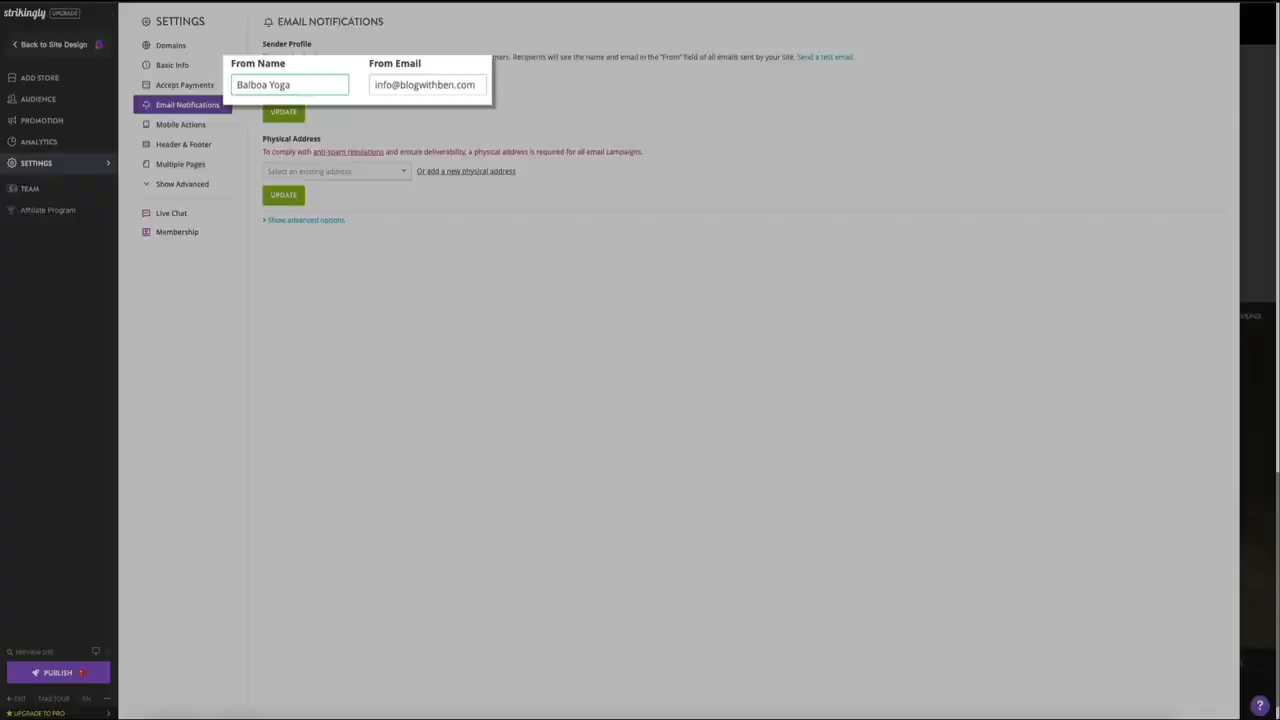 strikingly UPGRADE
Back to Site Design
ADD STORE
AUDIENCE
PROMOTION
ANALYTICS
SETTINGS
TEAM
Affiliate Program
PREVIEW SITE
PUBLISH
EXIT TAKE TOUR EN ...
UPGRADE TO PRO
SETTINGS
Domains
Basic Info
Accept Payments
Email Notifications
Mobile Actions
Header & Footer
Multiple Pages
Show Advanced
Live Chat
Membership
EMAIL NOTIFICATIONS
Sender Profile
mers. Recipients will see the name and email in the "From" field of all emails sent by your site. Send a test email.
From Name From Email
Balboa Yoga info@blogwithben.com
UPDATE
Physical Address
To comply with anti-spam regulations and ensure deliverability, a physical address is required for all email campaigns.
Select an existing address Or add a new physical address
UPDATE
Show advanced options
?